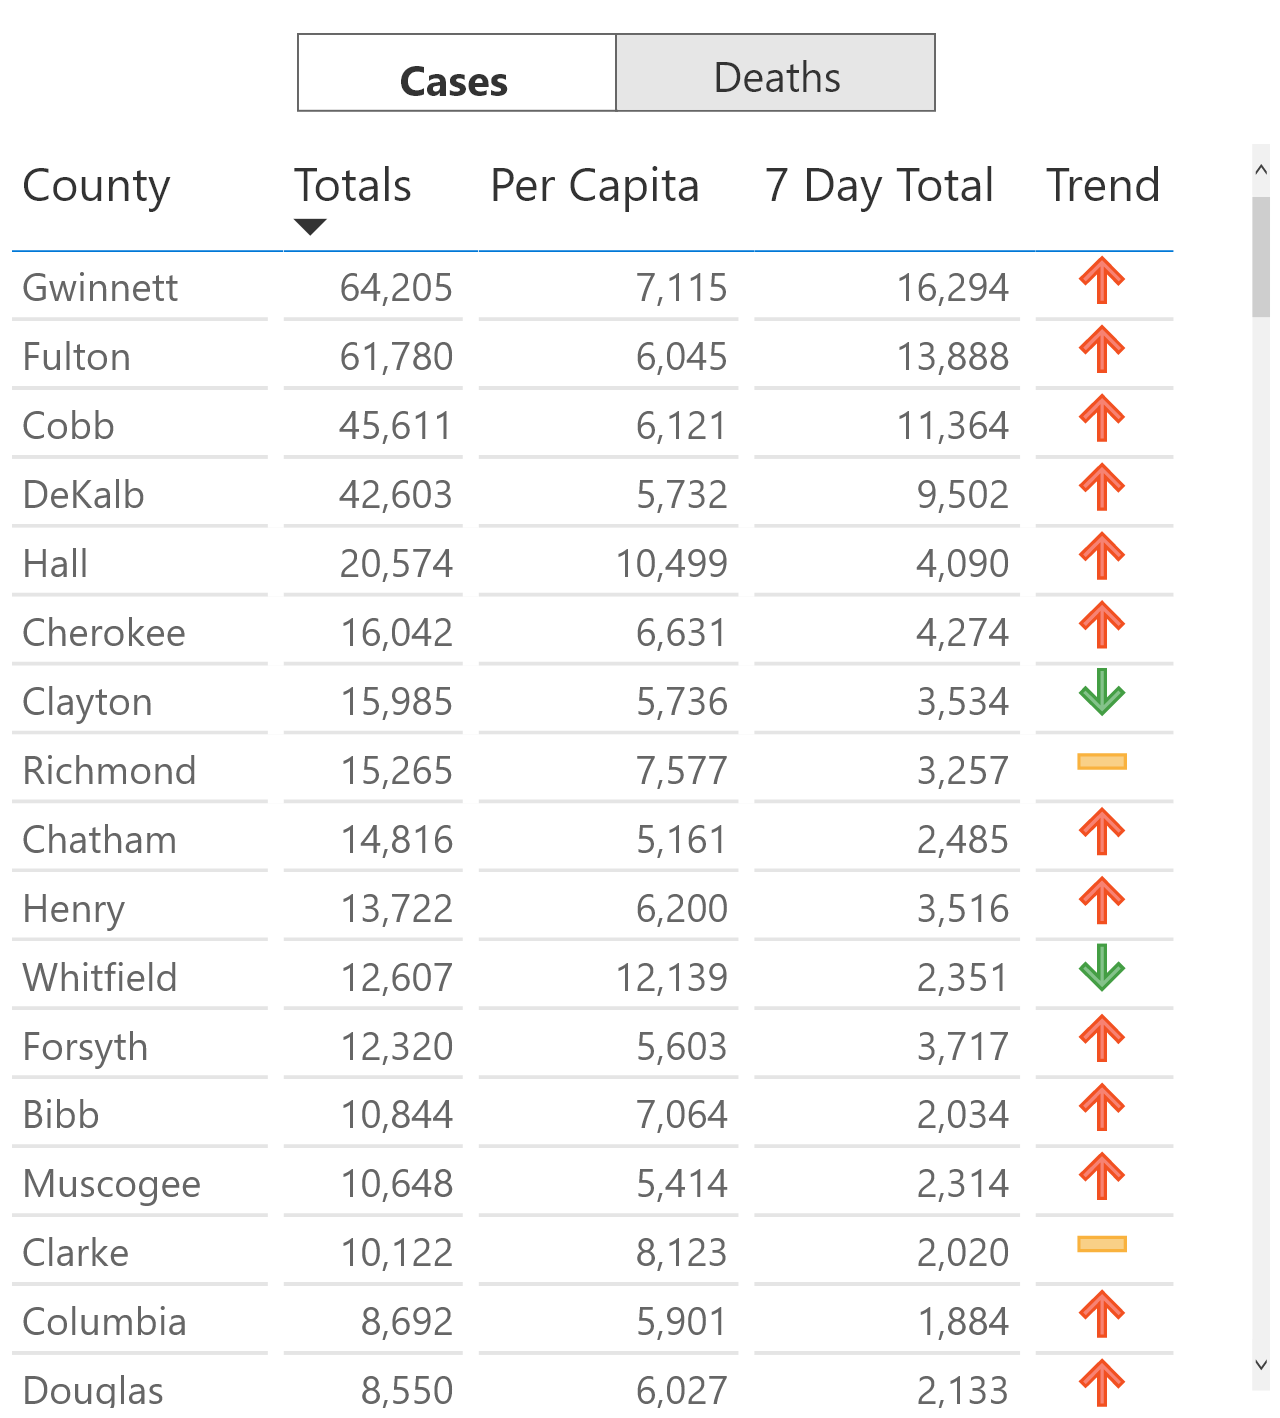 Cases Deaths
County Totals Per Capita 7 Day Total Trend
Gwinnett 64,205 7,115 16,294
Fulton 61,780 6,045 13,888
Cobb 45,611 6,121 11,364
DeKalb 42,603 5,732 9,502
Hall 20,574 10,499 4,090
Cherokee 16,042 6,631 4,274
Clayton 15,985 5,736 3,534
Richmond 15,265 7,577 3,257
Chatham 14,816 5,161 2,485
Henry 13,722 6,200 3,516
Whitfield 12,607 12,139 2,351
Forsyth 12,320 5,603 3,717
Bibb 10,844 7,064 2,034
Muscogee 10,648 5,414 2,314
Clarke 10,122 8,123 2,020
Columbia 8,692 5,901 1,884
Douglas 8,550 6,027 2,133